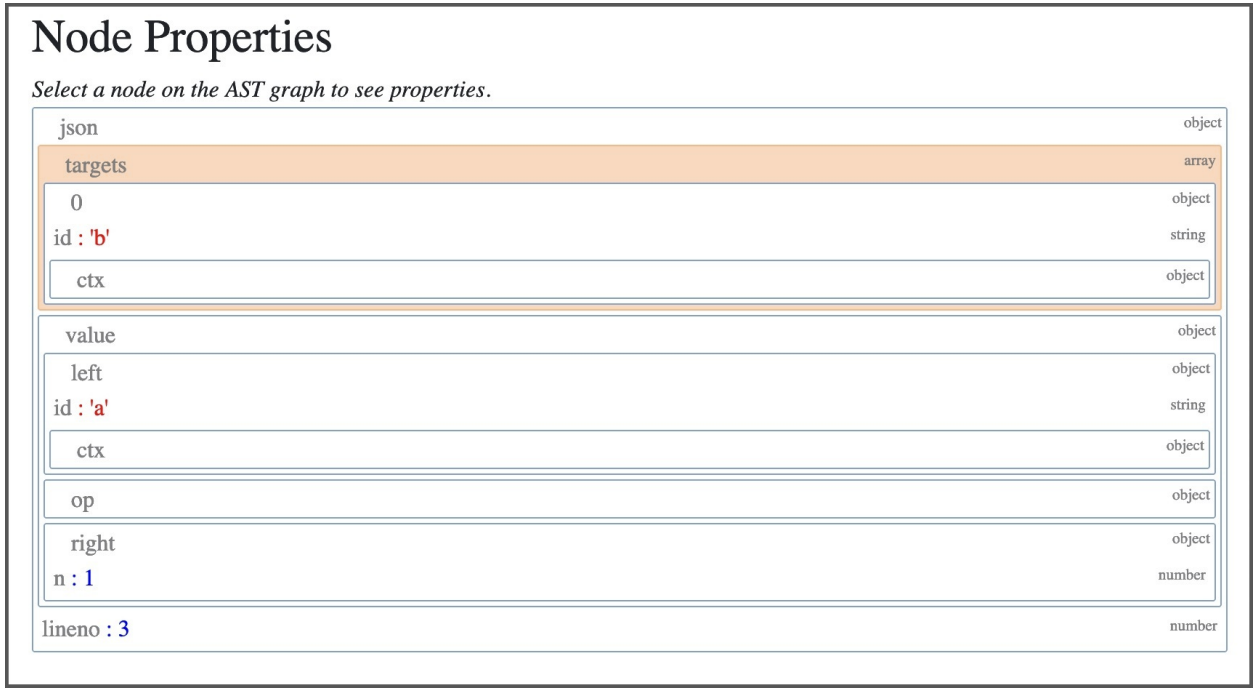 Node Properties
Select a node on the AST graph to see properties.
json object
targets array
0 object
id : 'b' string
ctx object
value object
left object
id : 'a' string
ctx object
op object
right object
n : 1 number
lineno : 3 number